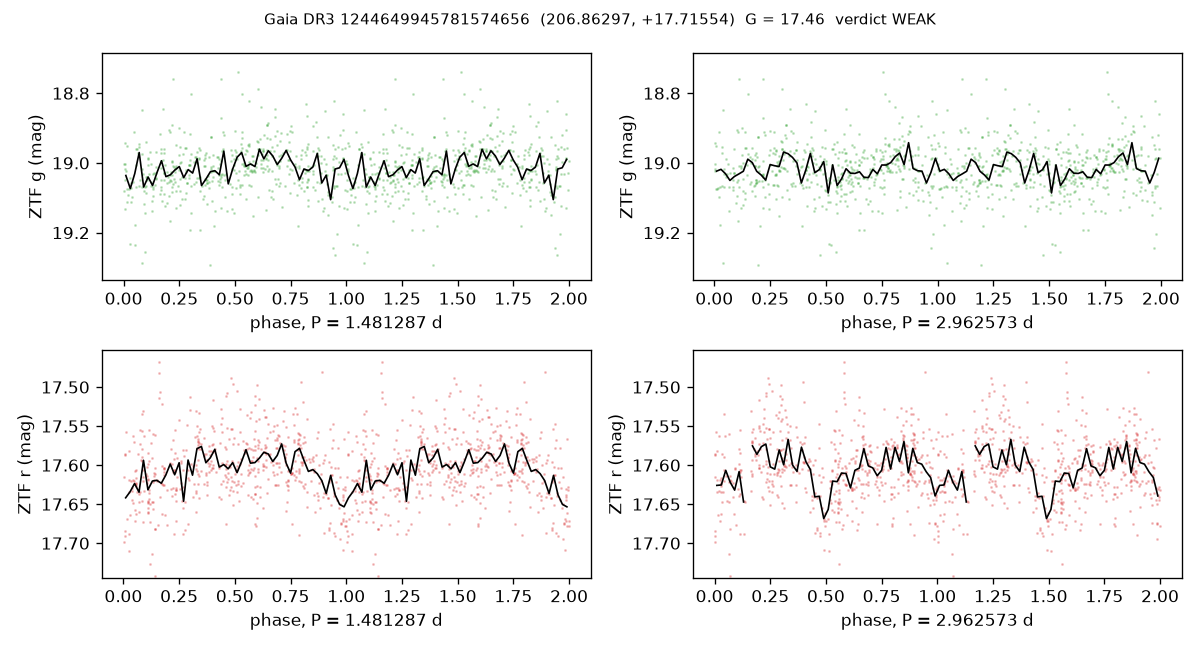 Gaia DR3 1244649945781574656  (206.86297, +17.71554)  G = 17.46  verdict WEAK
ZTF g (mag)
18.8
19.0
19.2
0.00 0.25 0.50 0.75 1.00 1.25 1.50 1.75 2.00
phase, P = 1.481287 d
ZTF g (mag)
18.8
19.0
19.2
0.00 0.25 0.50 0.75 1.00 1.25 1.50 1.75 2.00
phase, P = 2.962573 d
ZTF r (mag)
17.50
17.55
17.60
17.65
17.70
0.00 0.25 0.50 0.75 1.00 1.25 1.50 1.75 2.00
phase, P = 1.481287 d
ZTF r (mag)
17.50
17.55
17.60
17.65
17.70
0.00 0.25 0.50 0.75 1.00 1.25 1.50 1.75 2.00
phase, P = 2.962573 d